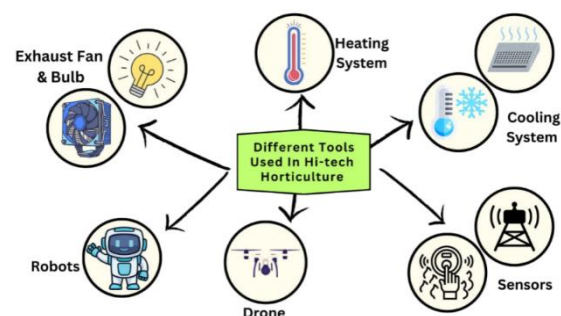 Exhaust Fan
& Bulb
Heating
System
Cooling
System
Different Tools
Used In Hi-tech
Horticulture
Robots
Drone
Sensors